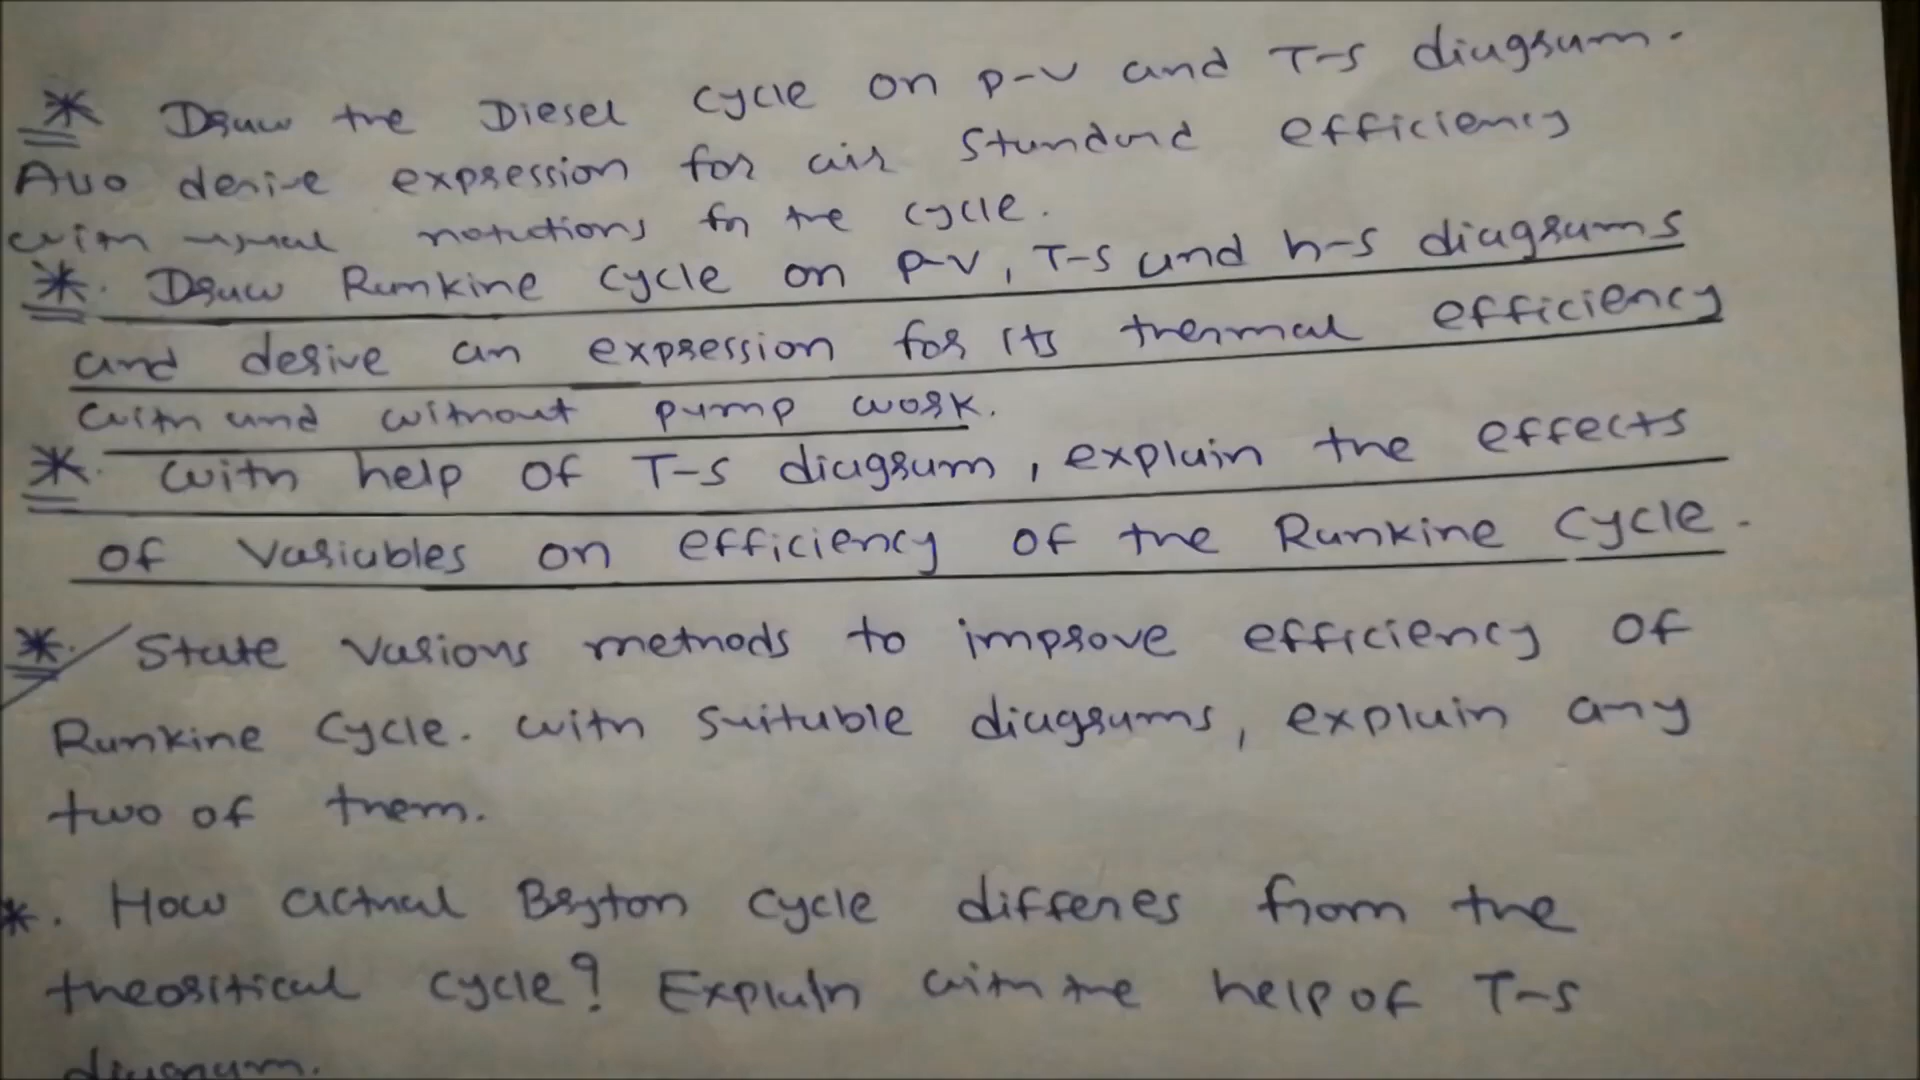 * Draw the Diesel cycle on p-v and T-s diagram.
Also derive expression for air standard efficiency
with usual notations for the cycle.
*. Draw Rankine cycle on p-v, T-s and h-s diagrams
and derive an expression for its thermal efficiency
with and without pump work.
*. With help of T-s diagram, explain the effects
of variables on efficiency of the Rankine cycle.
*. State various methods to improve efficiency of
Rankine cycle. with suitable diagrams, explain any
two of them.
*. How actual Bryton cycle differes from the
theoritical cycle? Explain with the help of T-s
diagram.